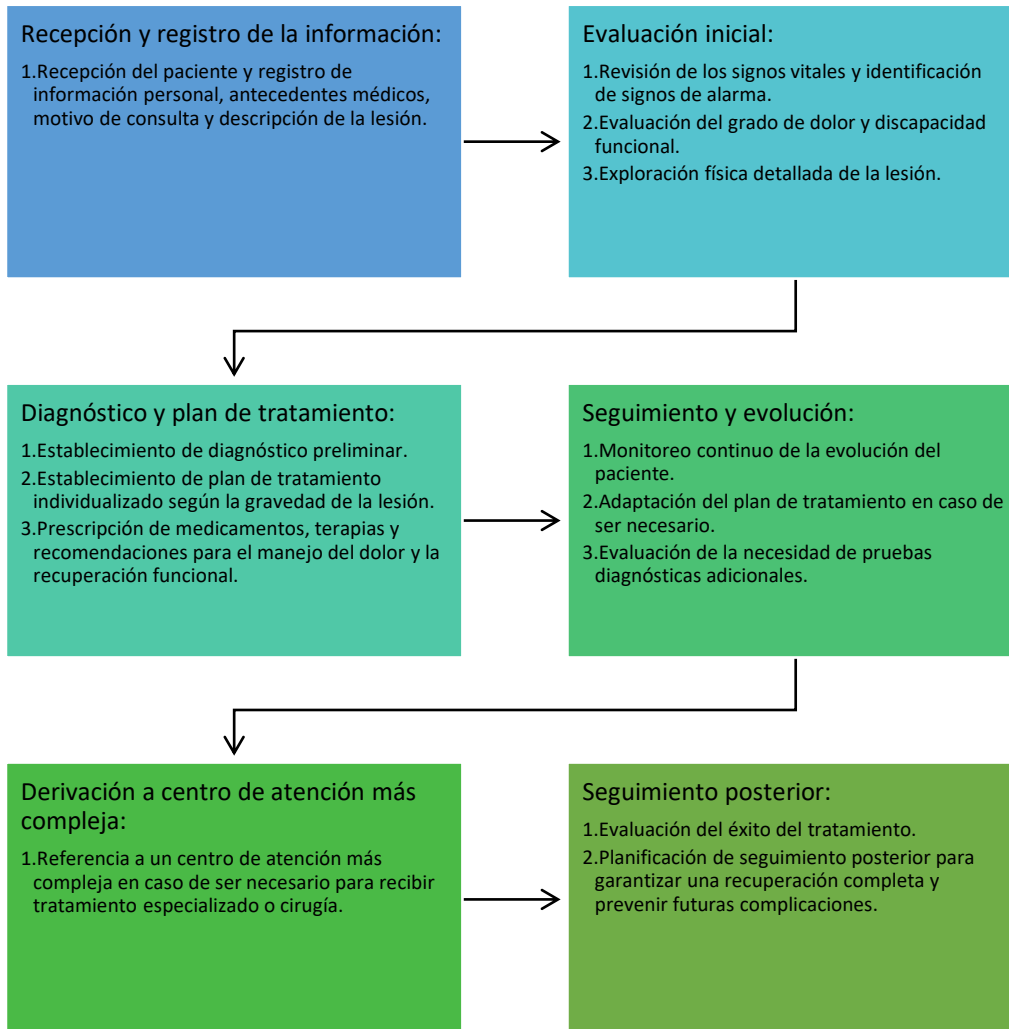 Recepción y registro de la información:
1.Recepción del paciente y registro de
información personal, antecedentes médicos,
motivo de consulta y descripción de la lesión.
Evaluación inicial:
1.Revisión de los signos vitales y identificación
de signos de alarma.
2.Evaluación del grado de dolor y discapacidad
funcional.
3.Exploración física detallada de la lesión.
Diagnóstico y plan de tratamiento:
1.Establecimiento de diagnóstico preliminar.
2.Establecimiento de plan de tratamiento
individualizado según la gravedad de la lesión.
3.Prescripción de medicamentos, terapias y
recomendaciones para el manejo del dolor y la
recuperación funcional.
Seguimiento y evolución:
1.Monitoreo continuo de la evolución del
paciente.
2.Adaptación del plan de tratamiento en caso de
ser necesario.
3.Evaluación de la necesidad de pruebas
diagnósticas adicionales.
Derivación a centro de atención más
compleja:
1.Referencia a un centro de atención más
compleja en caso de ser necesario para recibir
tratamiento especializado o cirugía.
Seguimiento posterior:
1.Evaluación del éxito del tratamiento.
2.Planificación de seguimiento posterior para
garantizar una recuperación completa y
prevenir futuras complicaciones.